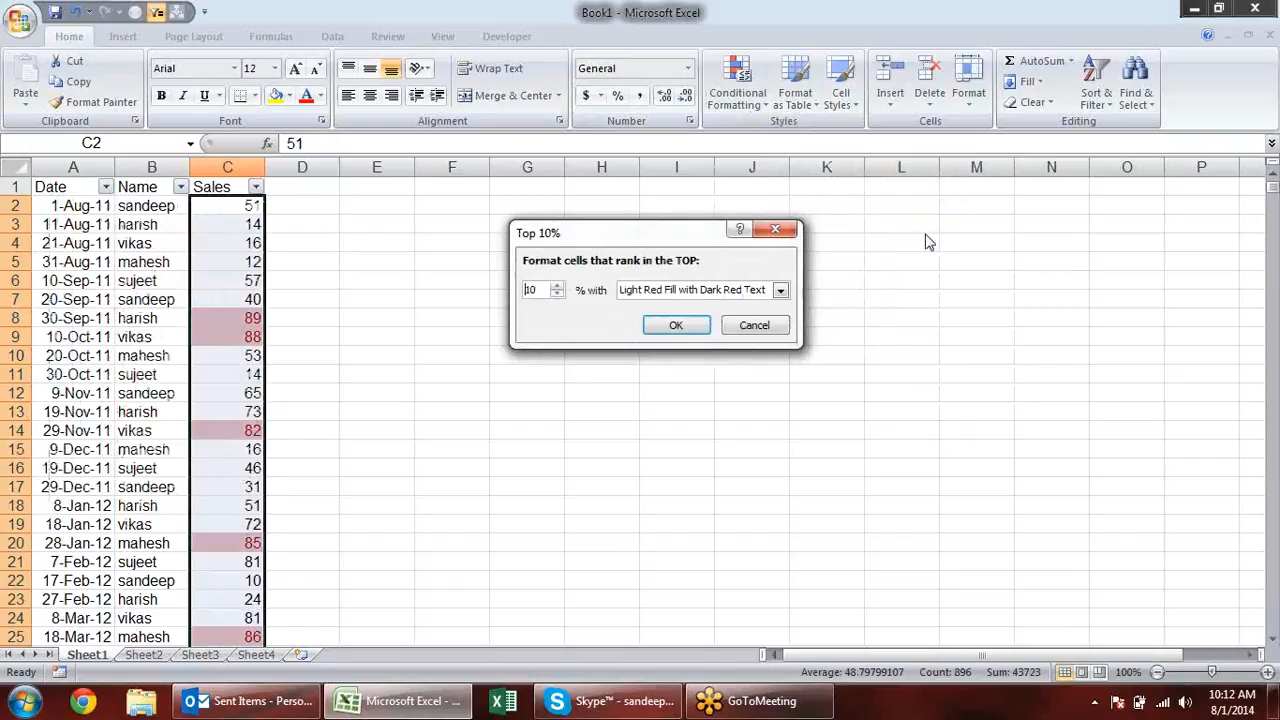 Book1 - Microsoft Excel
Home Insert Page Layout Formulas Data Review View Developer
Paste Cut Copy Format Painter Clipboard
Arial 12 B I U A A A Font
Wrap Text Merge & Center Alignment
General $ % , Number
Conditional Formatting Format as Table Cell Styles Styles
Insert Delete Format Cells
Σ AutoSum Fill Clear Sort & Filter Find & Select Editing
C2 fx 51
A B C D E F G H I J K L M N O P
1 Date Name Sales
2 1-Aug-11 sandeep 51
3 11-Aug-11 harish 14
4 21-Aug-11 vikas 16
5 31-Aug-11 mahesh 12
6 10-Sep-11 sujeet 57
7 20-Sep-11 sandeep 40
8 30-Sep-11 harish 89
9 10-Oct-11 vikas 88
10 20-Oct-11 mahesh 53
11 30-Oct-11 sujeet 14
12 9-Nov-11 sandeep 65
13 19-Nov-11 harish 73
14 29-Nov-11 vikas 82
15 9-Dec-11 mahesh 16
16 19-Dec-11 sujeet 46
17 29-Dec-11 sandeep 31
18 8-Jan-12 harish 51
19 18-Jan-12 vikas 72
20 28-Jan-12 mahesh 85
21 7-Feb-12 sujeet 81
22 17-Feb-12 sandeep 10
23 27-Feb-12 harish 24
24 8-Mar-12 vikas 81
25 18-Mar-12 mahesh 86
Top 10%
Format cells that rank in the TOP:
10 % with Light Red Fill with Dark Red Text
OK Cancel
Sheet1 Sheet2 Sheet3 Sheet4
Ready Average: 48.79799107 Count: 896 Sum: 43723 100%
Sent Items - Perso... Microsoft Excel - ... Skype™ - sandeep... GoToMeeting
10:12 AM
8/1/2014